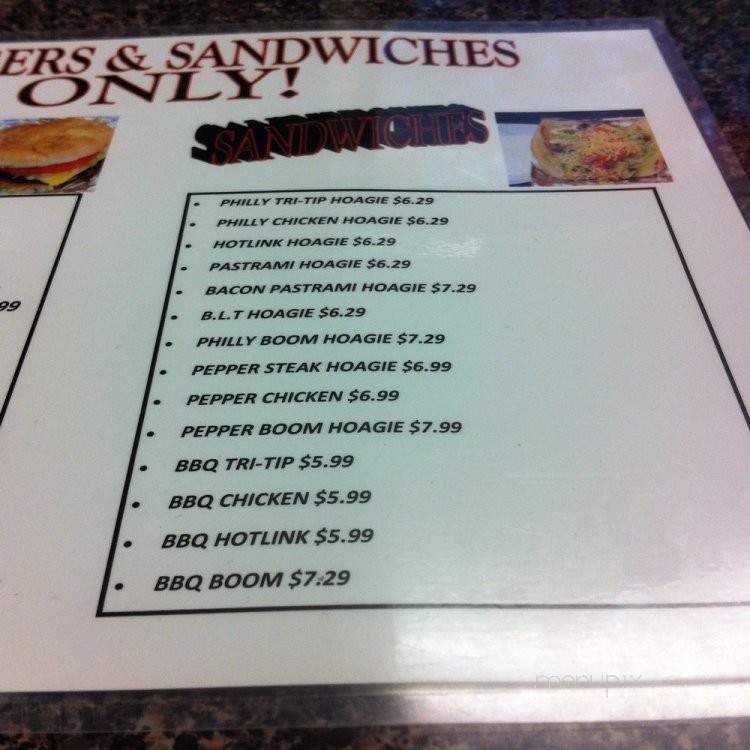 ERS & SANDWICHES
ONLY!
SANDWICHES
• PHILLY TRI-TIP HOAGIE $6.29
• PHILLY CHICKEN HOAGIE $6.29
• HOTLINK HOAGIE $6.29
• PASTRAMI HOAGIE $6.29
• BACON PASTRAMI HOAGIE $7.29
• B.L.T HOAGIE $6.29
• PHILLY BOOM HOAGIE $7.29
• PEPPER STEAK HOAGIE $6.99
• PEPPER CHICKEN $6.99
• PEPPER BOOM HOAGIE $7.99
• BBQ TRI-TIP $5.99
• BBQ CHICKEN $5.99
• BBQ HOTLINK $5.99
• BBQ BOOM $7.29
99
menupix